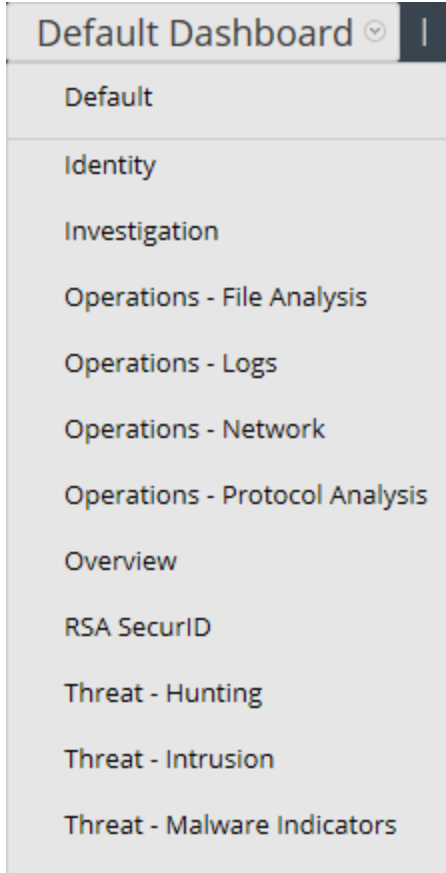 Default Dashboard
Default
Identity
Investigation
Operations - File Analysis
Operations - Logs
Operations - Network
Operations - Protocol Analysis
Overview
RSA SecurID
Threat - Hunting
Threat - Intrusion
Threat - Malware Indicators